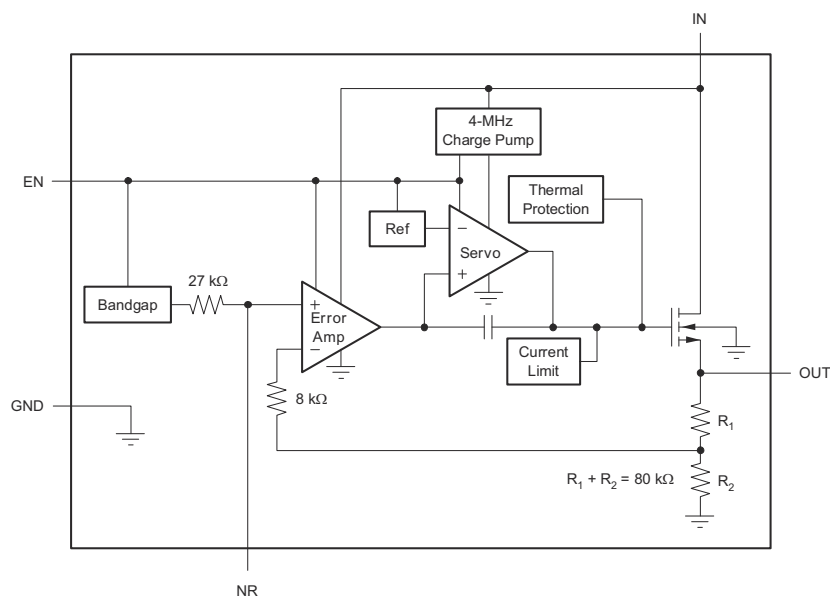 IN
4-MHz
Charge Pump
EN
Thermal
Protection
Ref
−
Servo
+
27 kΩ
Bandgap
+
Error
Amp
−
Current
Limit
OUT
GND
8 kΩ
R₁
R₁ + R₂ = 80 kΩ
R₂
NR